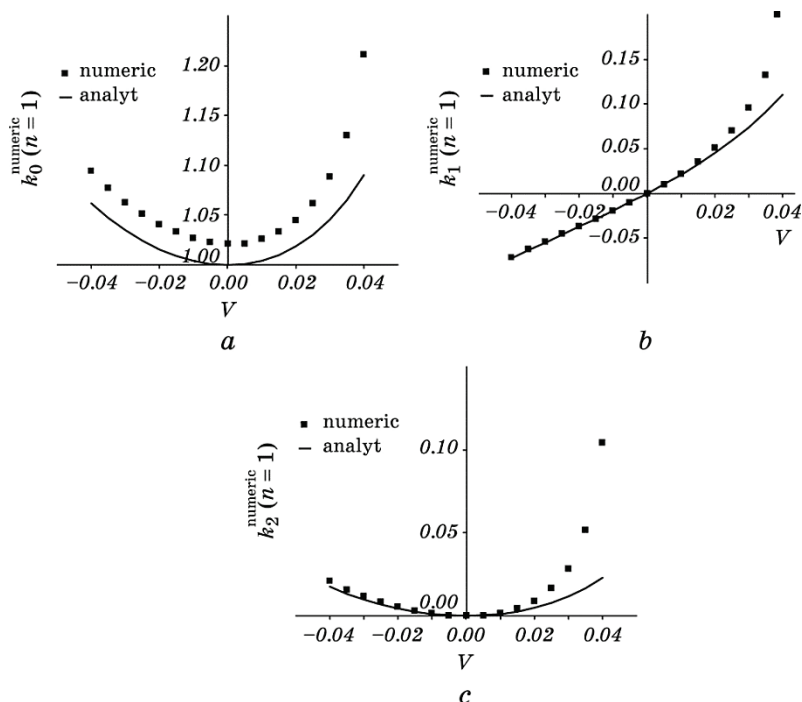 numeric
analyt
k₀^numeric (n = 1)
1.20
1.15
1.10
1.05
1.00
−0.04 −0.02 0.00 0.02 0.04
V
a
numeric
analyt
k₁^numeric (n = 1)
0.15
0.10
0.05
0.00
−0.04 −0.02 0.02 0.04
−0.05
V
b
numeric
analyt
k₂^numeric (n = 1)
0.10
0.05
0.00
−0.04 −0.02 0.00 0.02 0.04
V
c